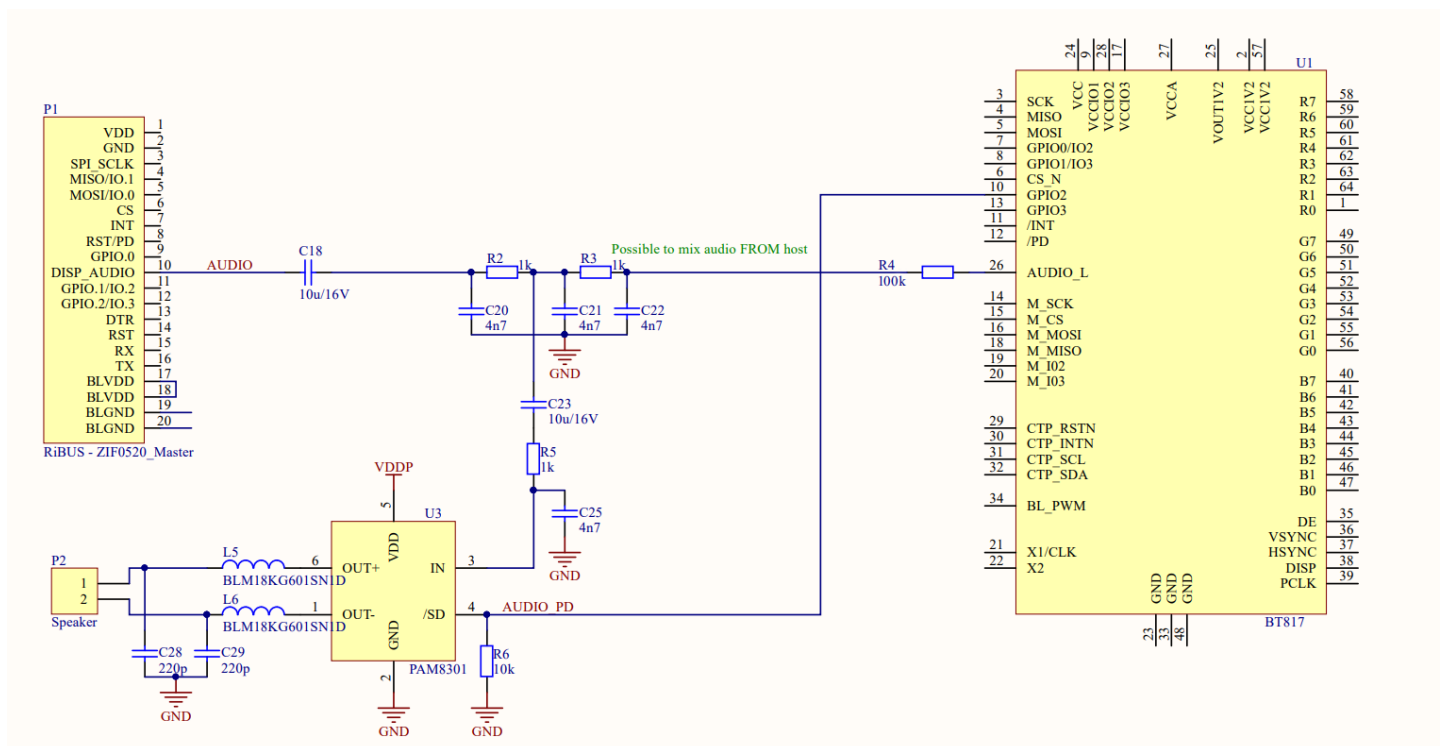 P1
VDD 1
GND 2
SPI_SCLK 3
MISO/IO.1 4
MOSI/IO.0 5
CS 6
INT 7
RST/PD 8
GPIO.0 9
DISP_AUDIO 10
GPIO.1/IO.2 11
GPIO.2/IO.3 12
DTR 13
RST 14
RX 15
TX 16
BLVDD 17
BLVDD 18
BLGND 19
BLGND 20
RiBUS - ZIF0520_Master
AUDIO
C18
10u/16V
R2
1k
R3
1k
Possible to mix audio FROM host
C20
4n7
C21
4n7
C22
4n7
GND
R4
100k
C23
10u/16V
R5
1k
C25
4n7
GND
VDDP
5
U3
VDD
6 OUT+
IN 3
1 OUT-
/SD 4
GND
2
PAM8301
GND
AUDIO_PD
R6
10k
GND
P2
1
2
Speaker
L5
BLM18KG601SN1D
L6
BLM18KG601SN1D
C28
220p
C29
220p
GND
U1
24 9 28 17 27 25 2 57
VCC VCCIO1 VCCIO2 VCCIO3 VCCA VOUT1V2 VCC1V2 VCC1V2
3 SCK
4 MISO
5 MOSI
7 GPIO0/IO2
8 GPIO1/IO3
6 CS_N
10 GPIO2
13 GPIO3
11 /INT
12 /PD
26 AUDIO_L
14 M_SCK
15 M_CS
16 M_MOSI
18 M_MISO
19 M_I02
20 M_I03
29 CTP_RSTN
30 CTP_INTN
31 CTP_SCL
32 CTP_SDA
34 BL_PWM
21 X1/CLK
22 X2
R7 58
R6 59
R5 60
R4 61
R3 62
R2 63
R1 64
R0 1
G7 49
G6 50
G5 51
G4 52
G3 53
G2 54
G1 55
G0 56
B7 40
B6 41
B5 42
B4 43
B3 44
B2 45
B1 46
B0 47
DE 35
VSYNC 36
HSYNC 37
DISP 38
PCLK 39
GND GND GND
23 33 48
BT817